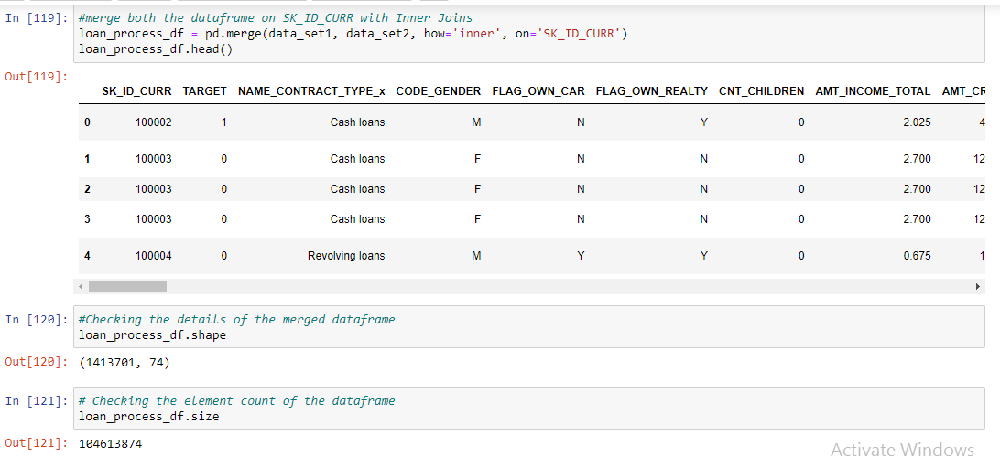 In [119]: #merge both the dataframe on SK_ID_CURR with Inner Joins
loan_process_df = pd.merge(data_set1, data_set2, how='inner', on='SK_ID_CURR')
loan_process_df.head()
Out[119]:
SK_ID_CURR TARGET NAME_CONTRACT_TYPE_x CODE_GENDER FLAG_OWN_CAR FLAG_OWN_REALTY CNT_CHILDREN AMT_INCOME_TOTAL AMT_CR
0 100002 1 Cash loans M N Y 0 2.025 4
1 100003 0 Cash loans F N N 0 2.700 12
2 100003 0 Cash loans F N N 0 2.700 12
3 100003 0 Cash loans F N N 0 2.700 12
4 100004 0 Revolving loans M Y Y 0 0.675 1
In [120]: #Checking the details of the merged dataframe
loan_process_df.shape
Out[120]: (1413701, 74)
In [121]: # Checking the element count of the dataframe
loan_process_df.size
Out[121]: 104613874
Activate Windows